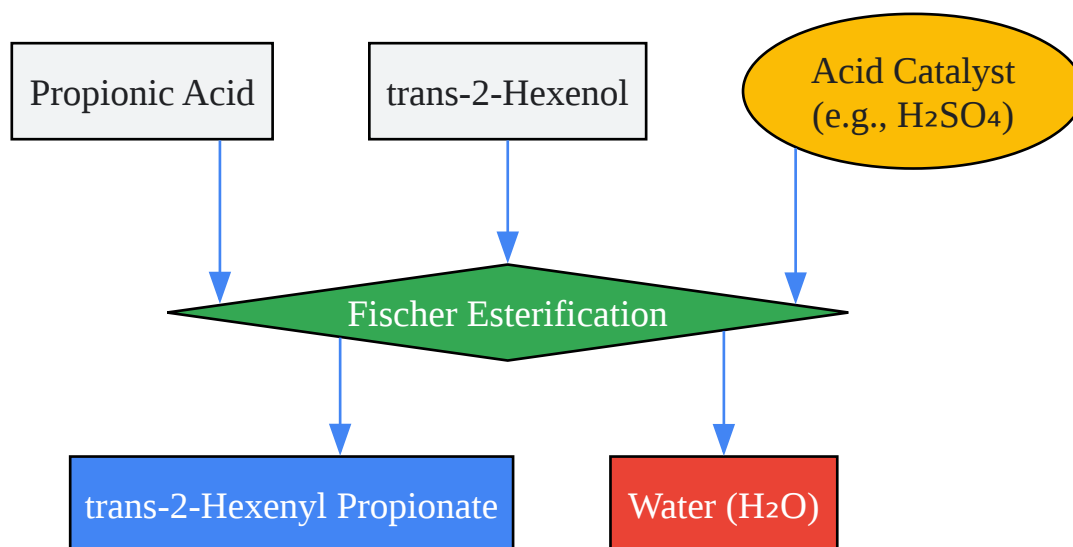 Propionic Acid
trans-2-Hexenol
Acid Catalyst
(e.g., H₂SO₄)
Fischer Esterification
trans-2-Hexenyl Propionate
Water (H₂O)